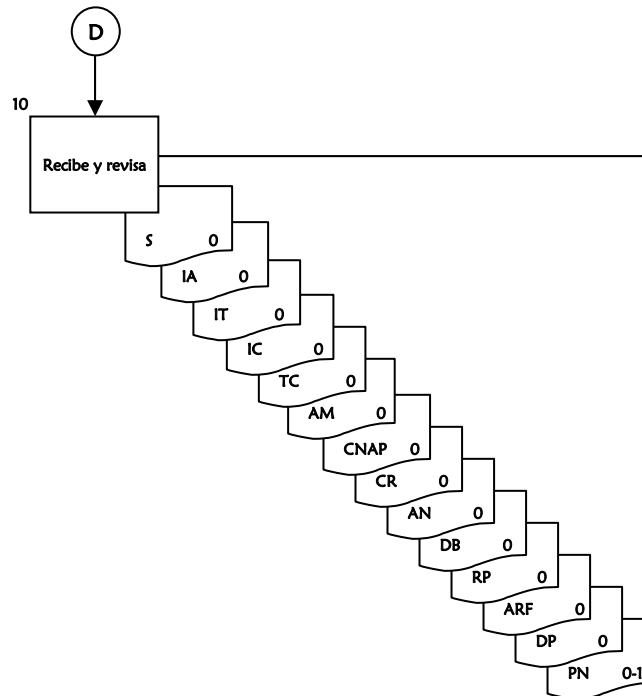 D
10
Recibe y revisa
S 0
IA 0
IT 0
IC 0
TC 0
AM 0
CNAP 0
CR 0
AN 0
DB 0
RP 0
ARF 0
DP 0
PN 0-1